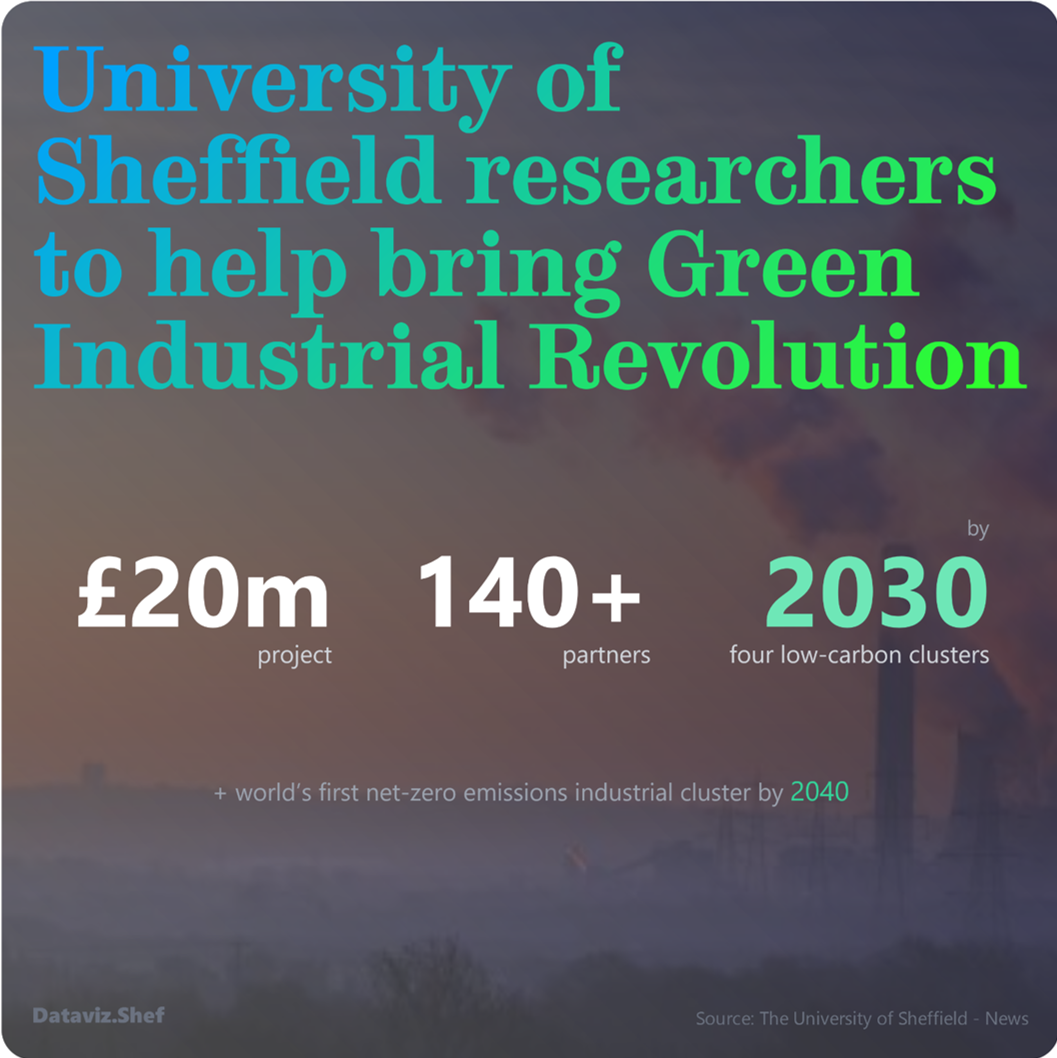 University of
Sheffield researchers
to help bring Green
Industrial Revolution
£20m
project
140+
partners
by
2030
four low-carbon clusters
+ world’s first net-zero emissions industrial cluster by 2040
Dataviz.Shef
Source: The University of Sheffield - News